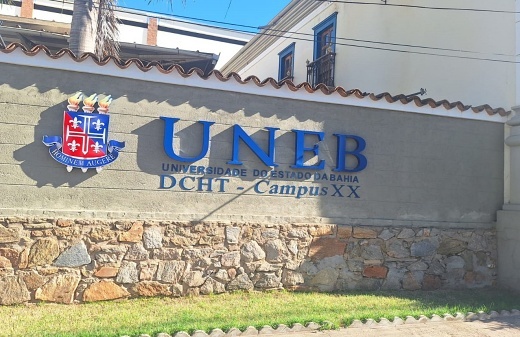 HOMINEM AUGERE
UNEB
UNIVERSIDADE DO ESTADO DA BAHIA
DCHT - Campus XX